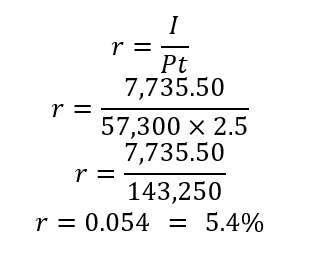 r = I / Pt
r = 7,735.50 / 57,300 × 2.5
r = 7,735.50 / 143,250
r = 0.054 = 5.4%